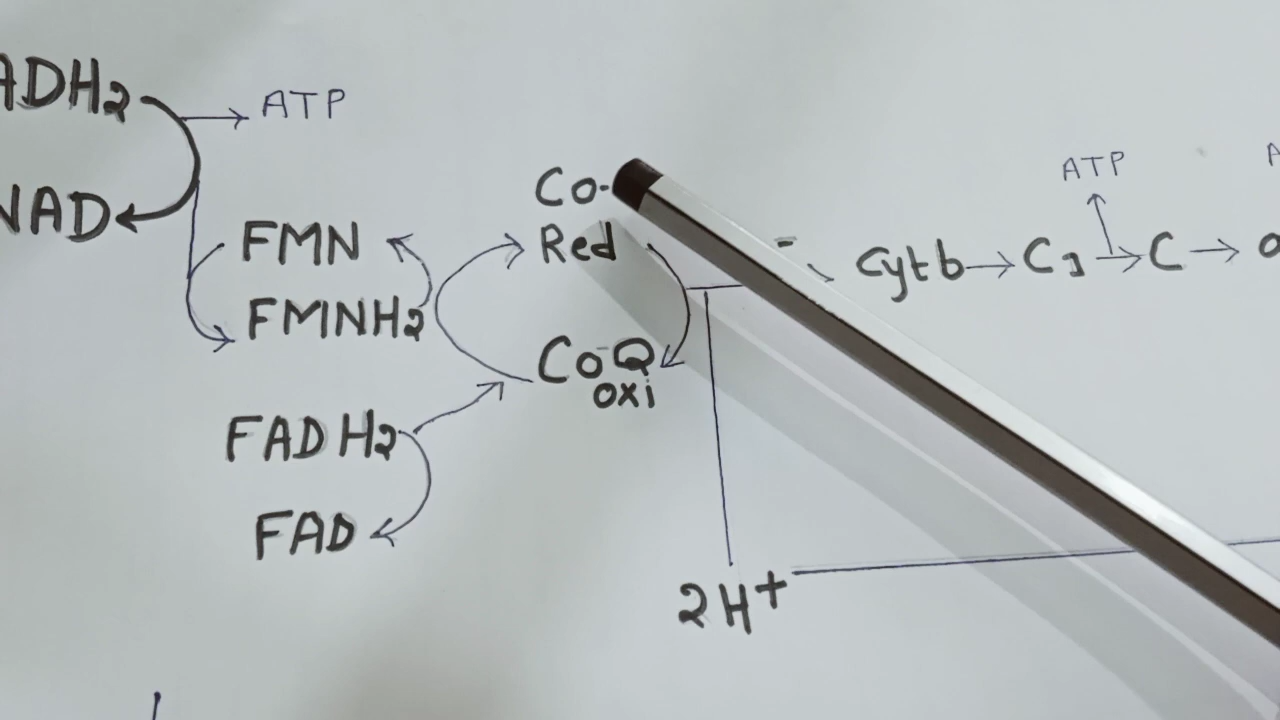 ADH2 → ATP
NAD
FMN
FMNH2
Co-
Red
CoQ
oxi
FADH2
FAD
2H+
ATP
Cytb → C1 → C →